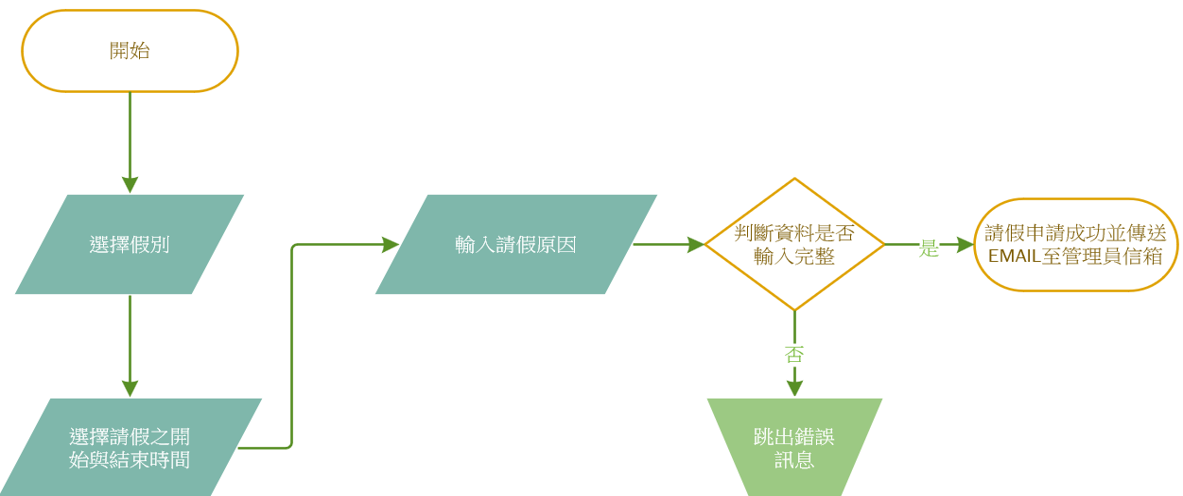 開始
選擇假別
選擇請假之開
始與結束時間
輸入請假原因
判斷資料是否
輸入完整
是
請假申請成功並傳送
EMAIL至管理員信箱
否
跳出錯誤
訊息